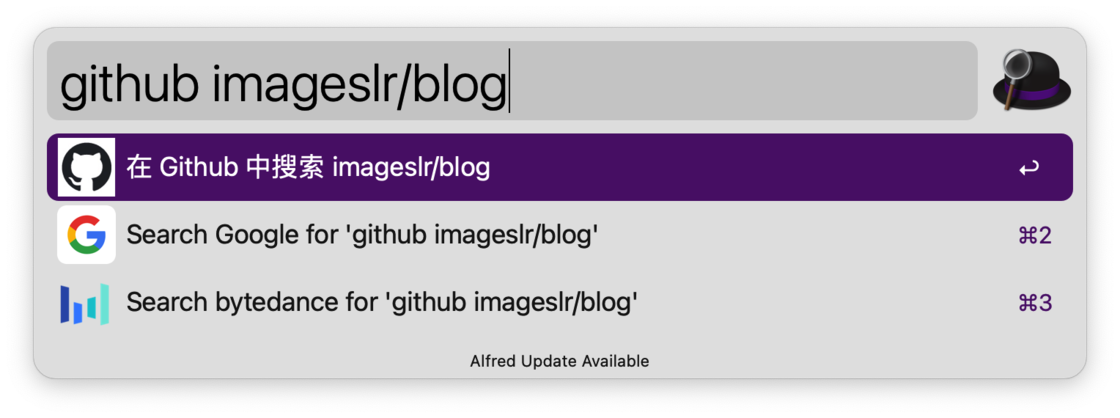 github imageslr/blog
在 Github 中搜索 imageslr/blog
Search Google for 'github imageslr/blog' ⌘2
Search bytedance for 'github imageslr/blog' ⌘3
Alfred Update Available